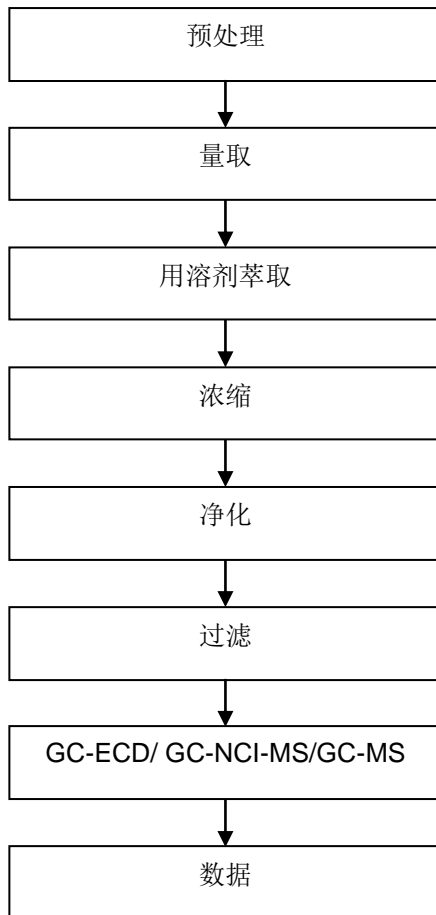 预处理
量取
用溶剂萃取
浓缩
净化
过滤
GC-ECD/ GC-NCI-MS/GC-MS
数据